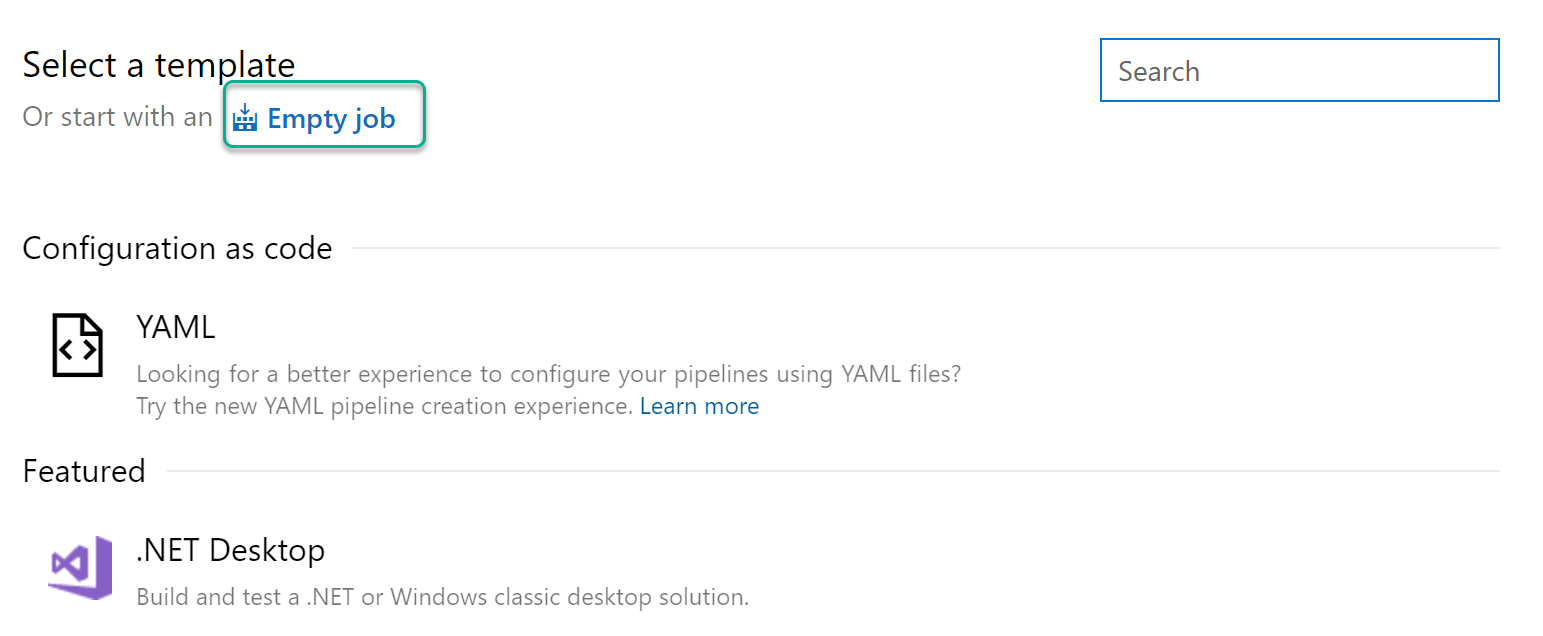 Select a template
Search
Or start with an Empty job
Configuration as code
YAML
Looking for a better experience to configure your pipelines using YAML files?
Try the new YAML pipeline creation experience. Learn more
Featured
.NET Desktop
Build and test a .NET or Windows classic desktop solution.